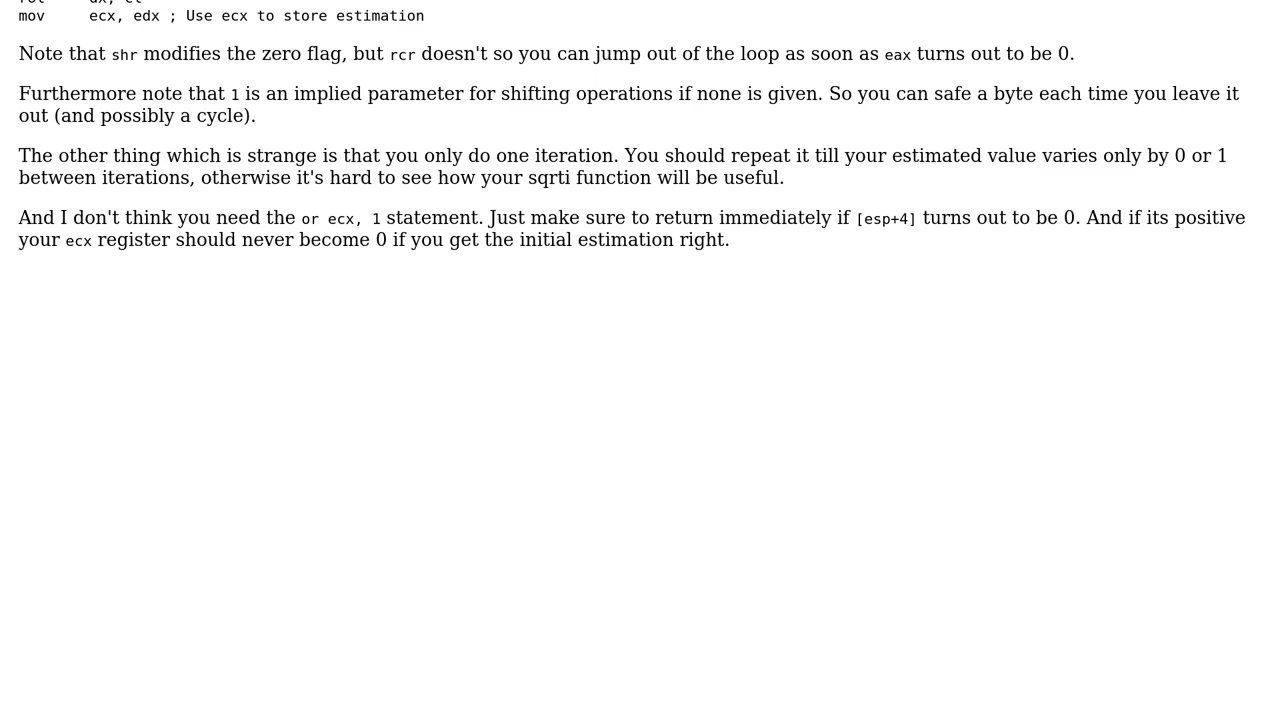 mov     ecx, edx ; Use ecx to store estimation
Note that shr modifies the zero flag, but rcr doesn't so you can jump out of the loop as soon as eax turns out to be 0.
Furthermore note that 1 is an implied parameter for shifting operations if none is given. So you can safe a byte each time you leave it
out (and possibly a cycle).
The other thing which is strange is that you only do one iteration. You should repeat it till your estimated value varies only by 0 or 1
between iterations, otherwise it's hard to see how your sqrti function will be useful.
And I don't think you need the or ecx, 1 statement. Just make sure to return immediately if [esp+4] turns out to be 0. And if its positive
your ecx register should never become 0 if you get the initial estimation right.